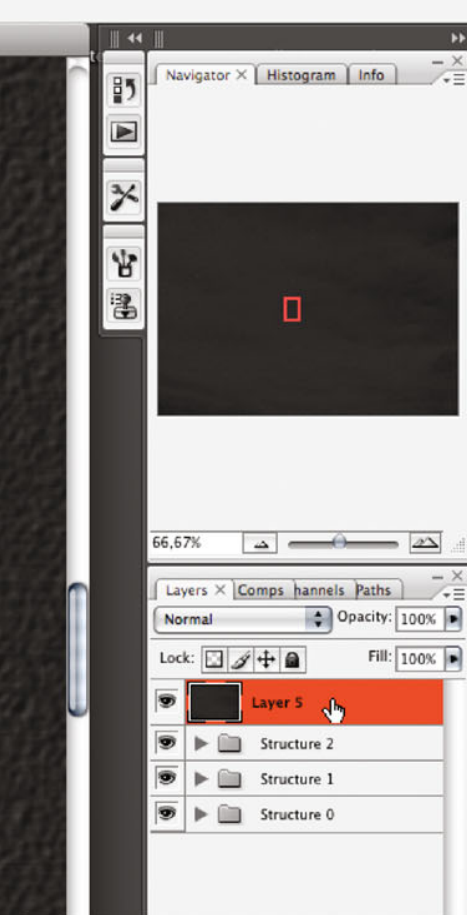 Navigator × Histogram Info
66,67%
Layers × Comps hannels Paths
Normal Opacity: 100%
Lock: Fill: 100%
Layer 5
Structure 2
Structure 1
Structure 0